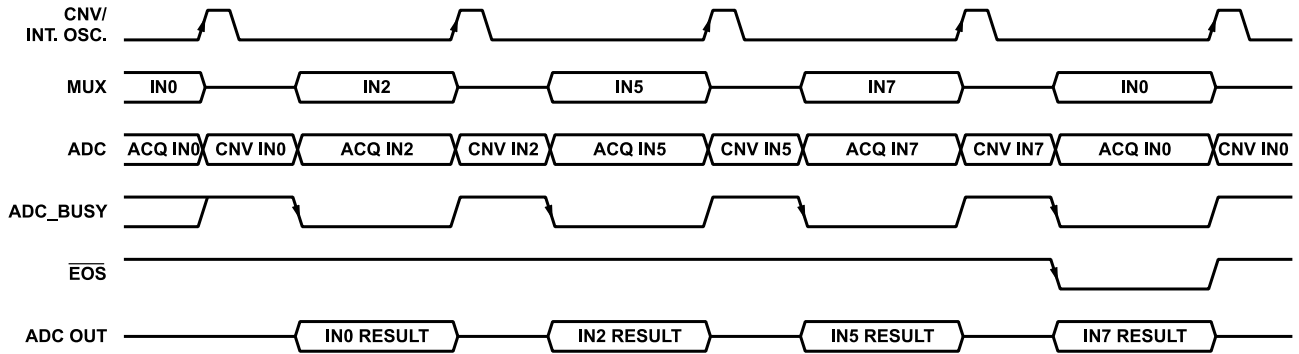 CNV/
INT. OSC.
MUX IN0 IN2 IN5 IN7 IN0
ADC ACQ IN0 CNV IN0 ACQ IN2 CNV IN2 ACQ IN5 CNV IN5 ACQ IN7 CNV IN7 ACQ IN0 CNV IN0
ADC_BUSY
EOS
ADC OUT IN0 RESULT IN2 RESULT IN5 RESULT IN7 RESULT